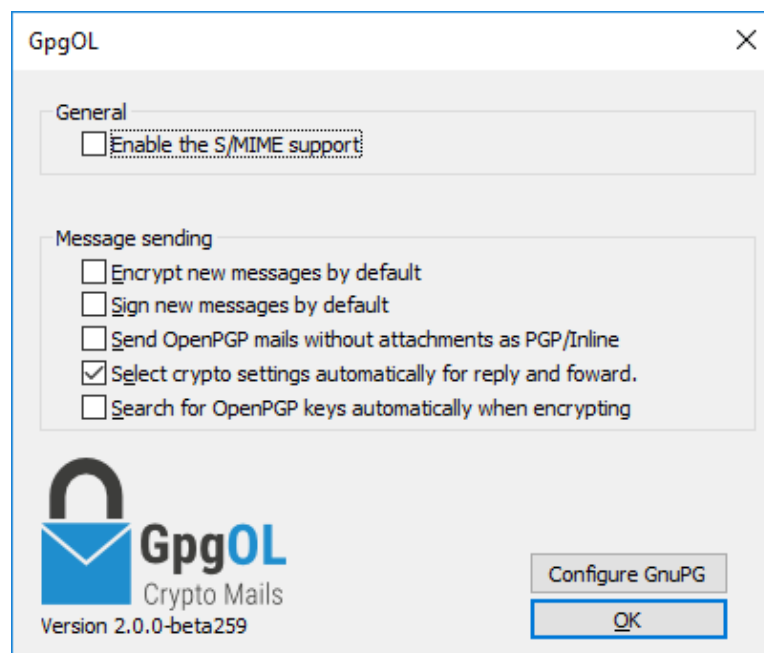 GpgOL
General
Enable the S/MIME support
Message sending
Encrypt new messages by default
Sign new messages by default
Send OpenPGP mails without attachments as PGP/Inline
Select crypto settings automatically for reply and foward.
Search for OpenPGP keys automatically when encrypting
GpgOL
Crypto Mails
Version 2.0.0-beta259
Configure GnuPG
OK